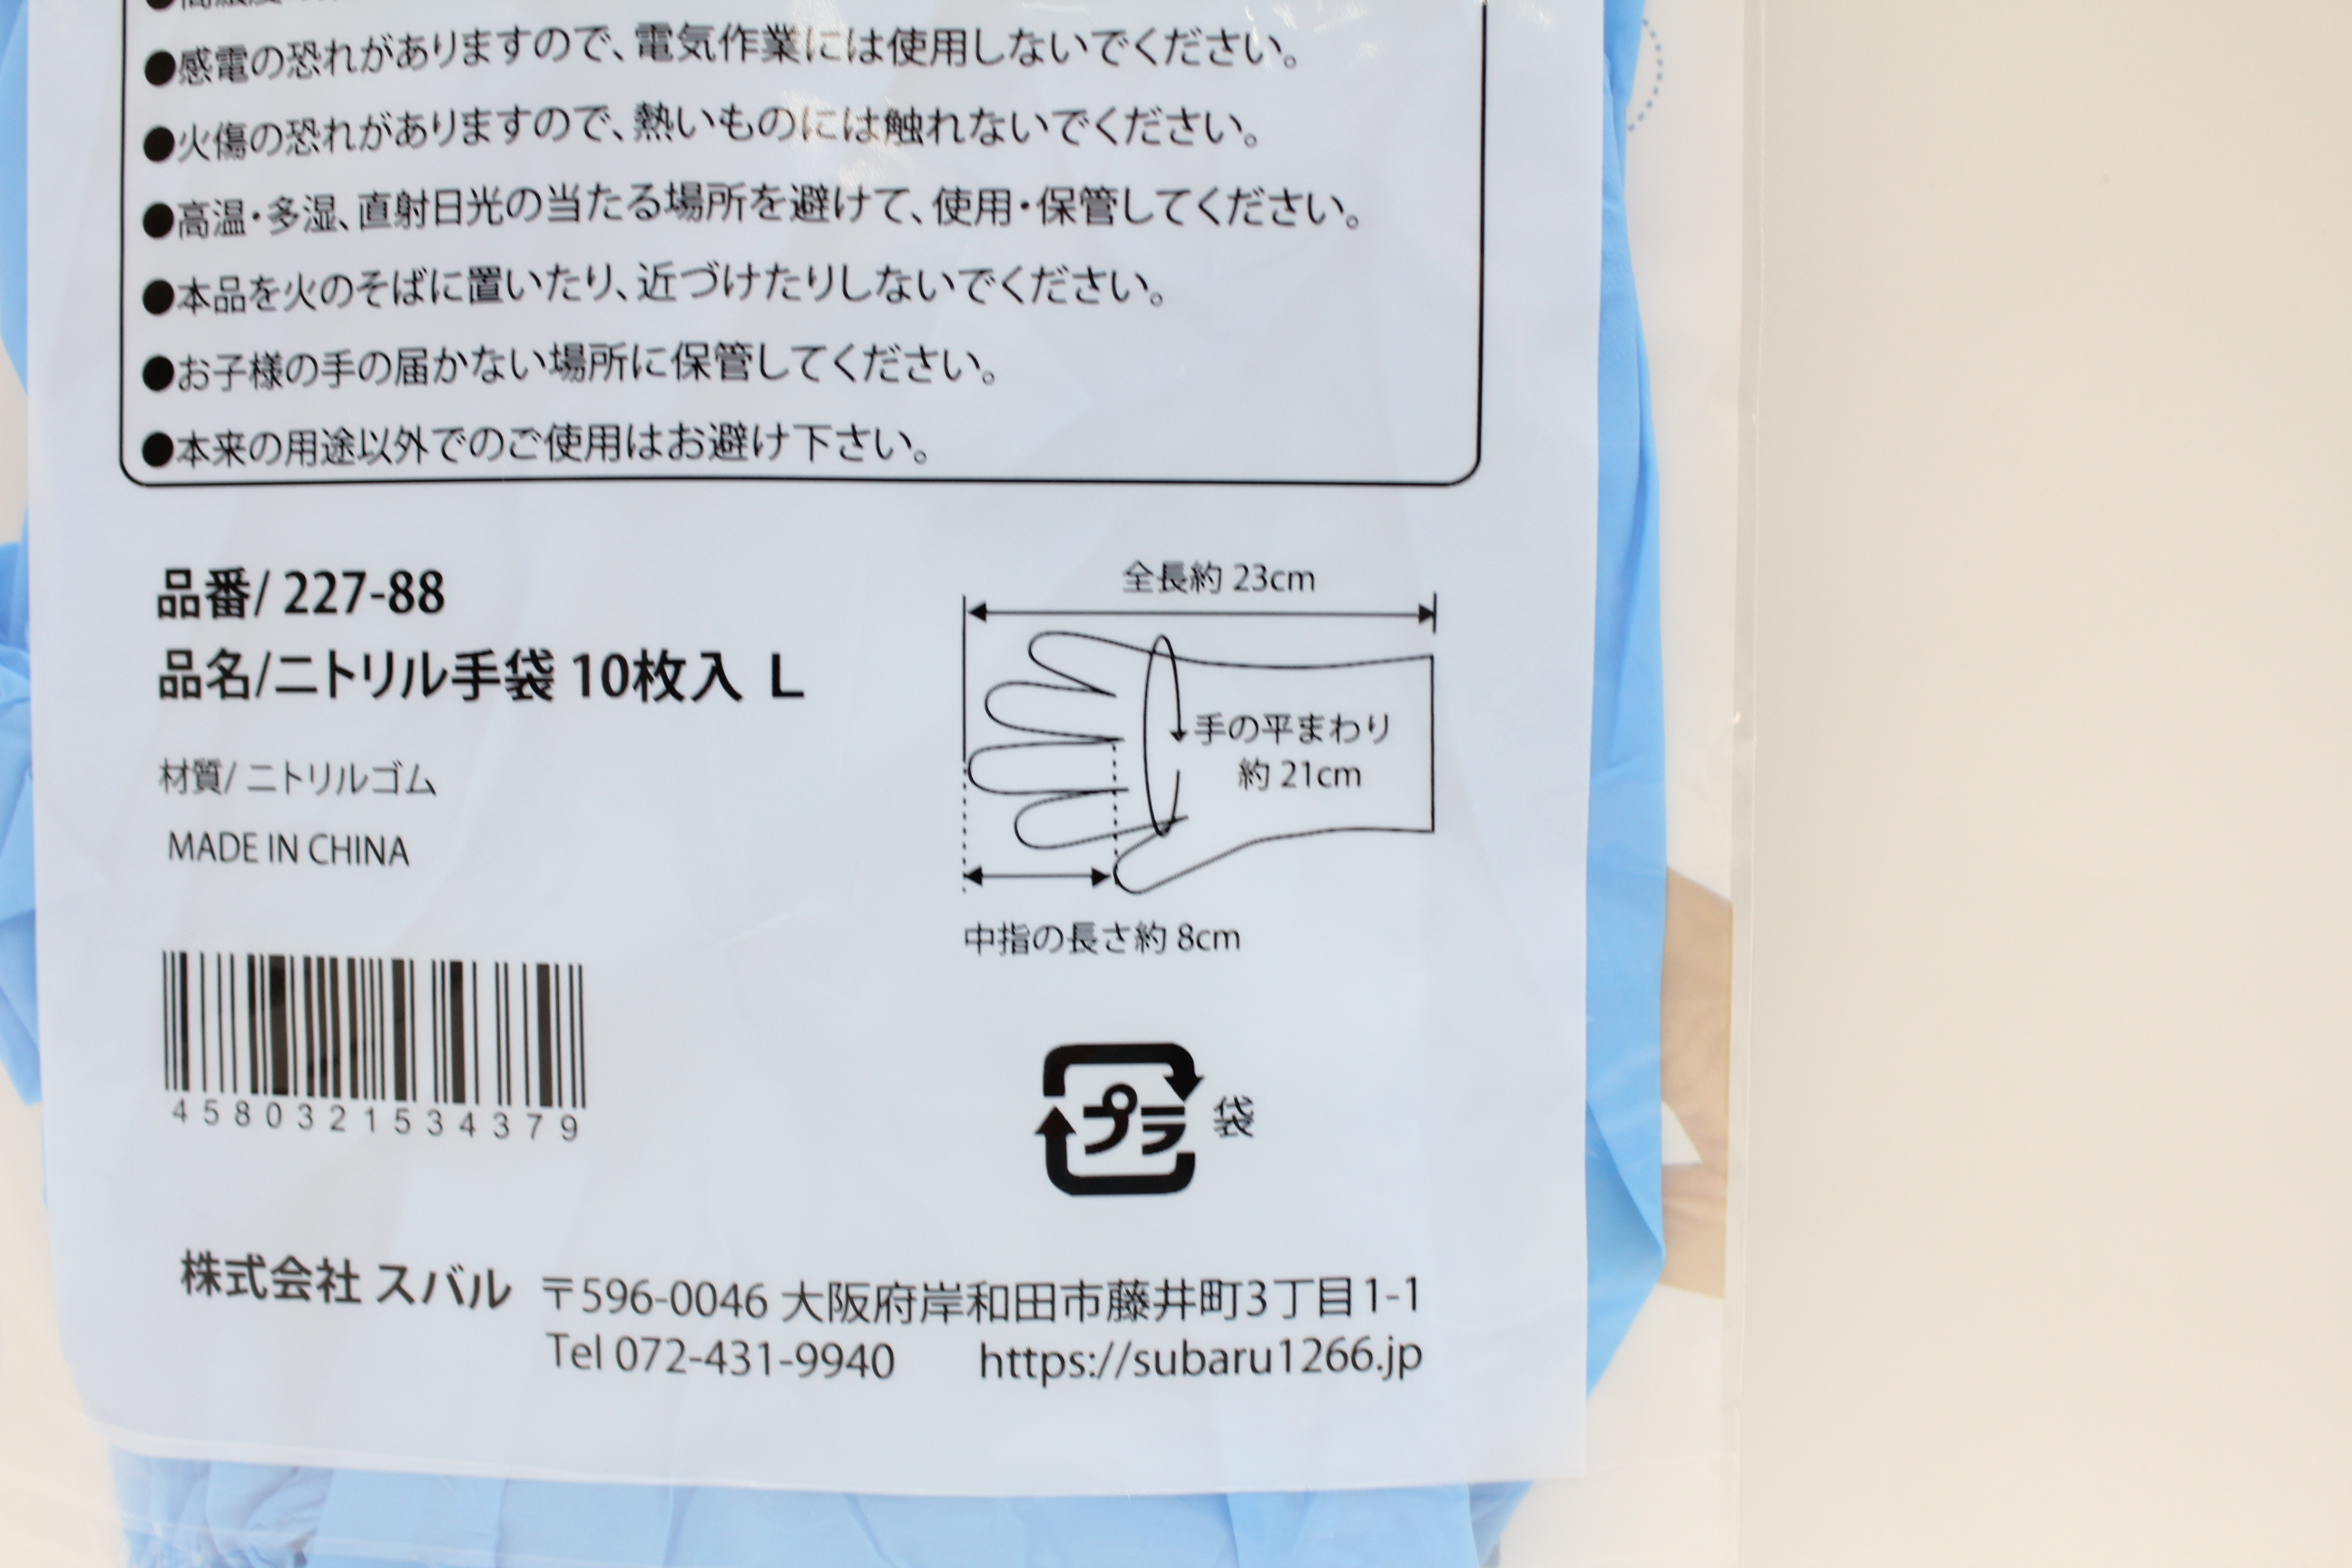 ●感電の恐れがありますので、電気作業には使用しないでください。
●火傷の恐れがありますので、熱いものには触れないでください。
●高温・多湿、直射日光の当たる場所を避けて、使用・保管してください。
●本品を火のそばに置いたり、近づけたりしないでください。
●お子様の手の届かない場所に保管してください。
●本来の用途以外でのご使用はお避け下さい。
品番/ 227-88
品名/ニトリル手袋 10枚入 L
材質/ ニトリルゴム
MADE IN CHINA
全長約 23cm
手の平まわり
約 21cm
中指の長さ約 8cm
4580321534379
プラ 袋
株式会社 スバル 〒596-0046 大阪府岸和田市藤井町3丁目1-1
Tel 072-431-9940 https://subaru1266.jp